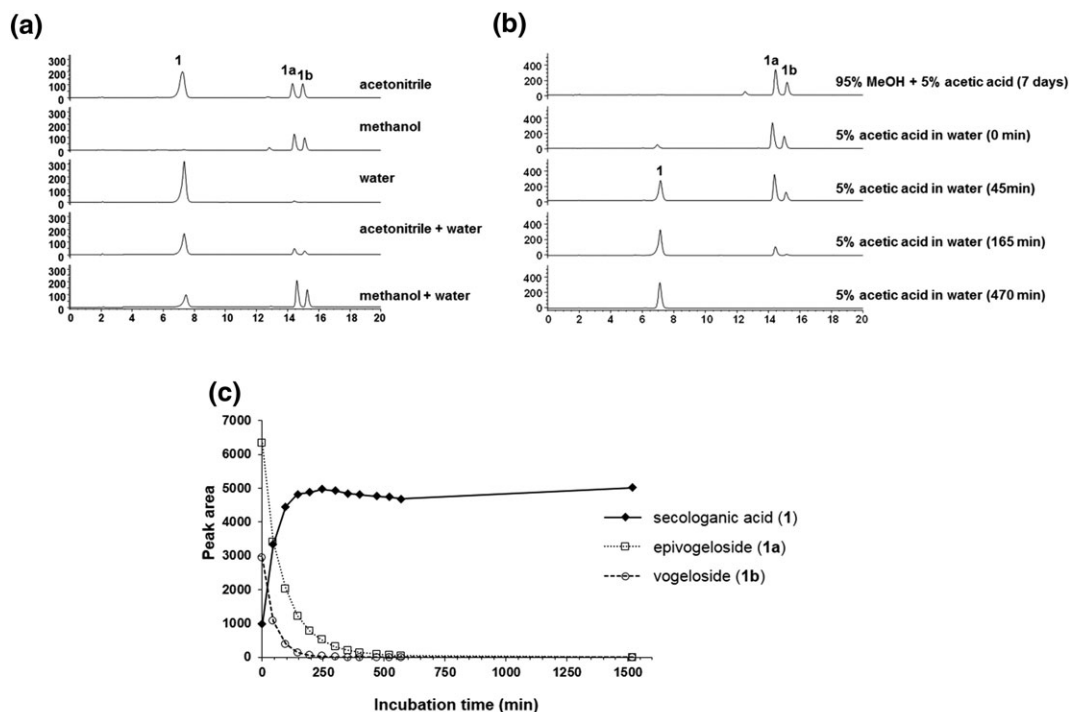 (a)
1
1a 1b
300
200
100
0
acetonitrile
300
200
100
0
methanol
300
200
100
0
water
300
200
100
0
acetonitrile + water
300
200
100
0
methanol + water
0 2 4 6 8 10 12 14 16 18 20
(b)
1a
1b
400
200
0
95% MeOH + 5% acetic acid (7 days)
400
200
0
5% acetic acid in water (0 min)
1
400
200
0
5% acetic acid in water (45min)
400
200
0
5% acetic acid in water (165 min)
400
200
0
5% acetic acid in water (470 min)
0 2 4 6 8 10 12 14 16 18 20
(c)
Peak area
7000
6000
5000
4000
3000
2000
1000
0
0 250 500 750 1000 1250 1500
Incubation time (min)
secologanic acid (1)
epivogeloside (1a)
vogeloside (1b)